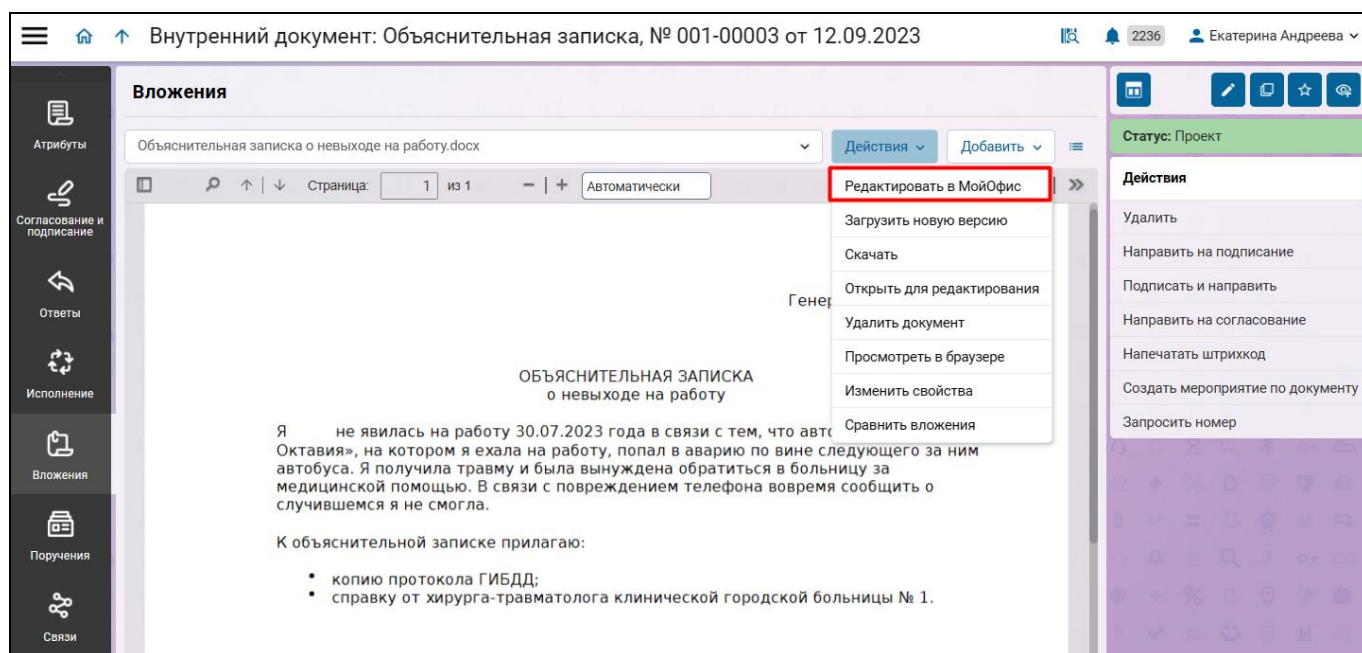 Внутренний документ: Объяснительная записка, № 001-00003 от 12.09.2023
2236
Екатерина Андреева
Атрибуты
Согласование и
подписание
Ответы
Исполнение
Вложения
Поручения
Связи
Вложения
Объяснительная записка о невыходе на работу.docx
Действия
Добавить
Страница:
1
из 1
Автоматически
Редактировать в МойОфис
Загрузить новую версию
Скачать
Открыть для редактирования
Удалить документ
Просмотреть в браузере
Изменить свойства
Сравнить вложения
ОБЪЯСНИТЕЛЬНАЯ ЗАПИСКА
о невыходе на работу
Я не явилась на работу 30.07.2023 года в связи с тем, что
Октавия», на котором я ехала на работу, попал в аварию по вине следующего за ним
автобуса. Я получила травму и была вынуждена обратиться в больницу за
медицинской помощью. В связи с повреждением телефона вовремя сообщить о
случившемся я не смогла.
К объяснительной записке прилагаю:
• копию протокола ГИБДД;
• справку от хирурга-травматолога клинической городской больницы № 1.
Статус: Проект
Действия
Удалить
Направить на подписание
Подписать и направить
Направить на согласование
Напечатать штрихкод
Создать мероприятие по документу
Запросить номер